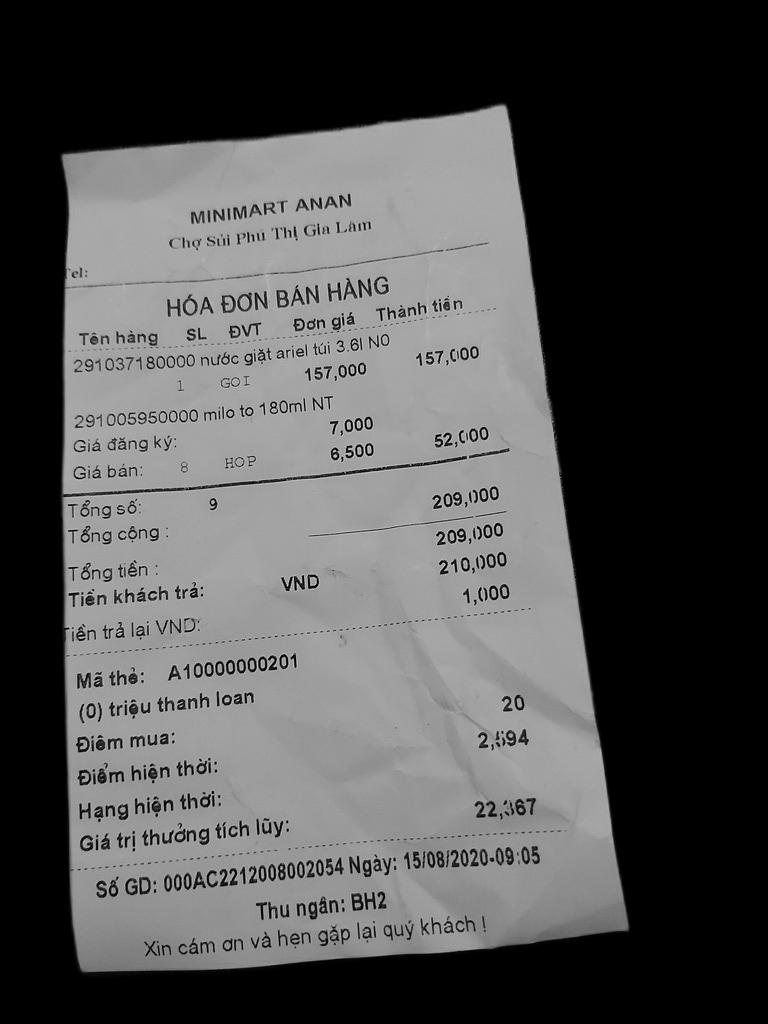 MINIMART ANAN
Chợ Sủi Phú Thị Gia Lâm
Tel:
HÓA ĐƠN BÁN HÀNG
Tên hàng SL ĐVT Đơn giá Thành tiền
291037180000 nước giặt ariel túi 3.6l N0
1 GOI 157,000 157,000
291005950000 milo to 180ml NT
Giá đăng ký: 7,000
Giá bán: 8 HOP 6,500 52,000
Tổng số: 9 209,000
Tổng cộng : 209,000
Tổng tiền : 210,000
Tiền khách trả: VND 1,000
Tiền trả lại VND:
Mã thẻ: A10000000201
(0) triệu thanh loan
Điêm mua: 20
Điểm hiện thời: 2,594
Hạng hiện thời:
Giá trị thưởng tích lũy: 22,367
Số GD: 000AC2212008002054 Ngày: 15/08/2020-09:05
Thu ngân: BH2
Xin cám ơn và hẹn gặp lại quý khách !